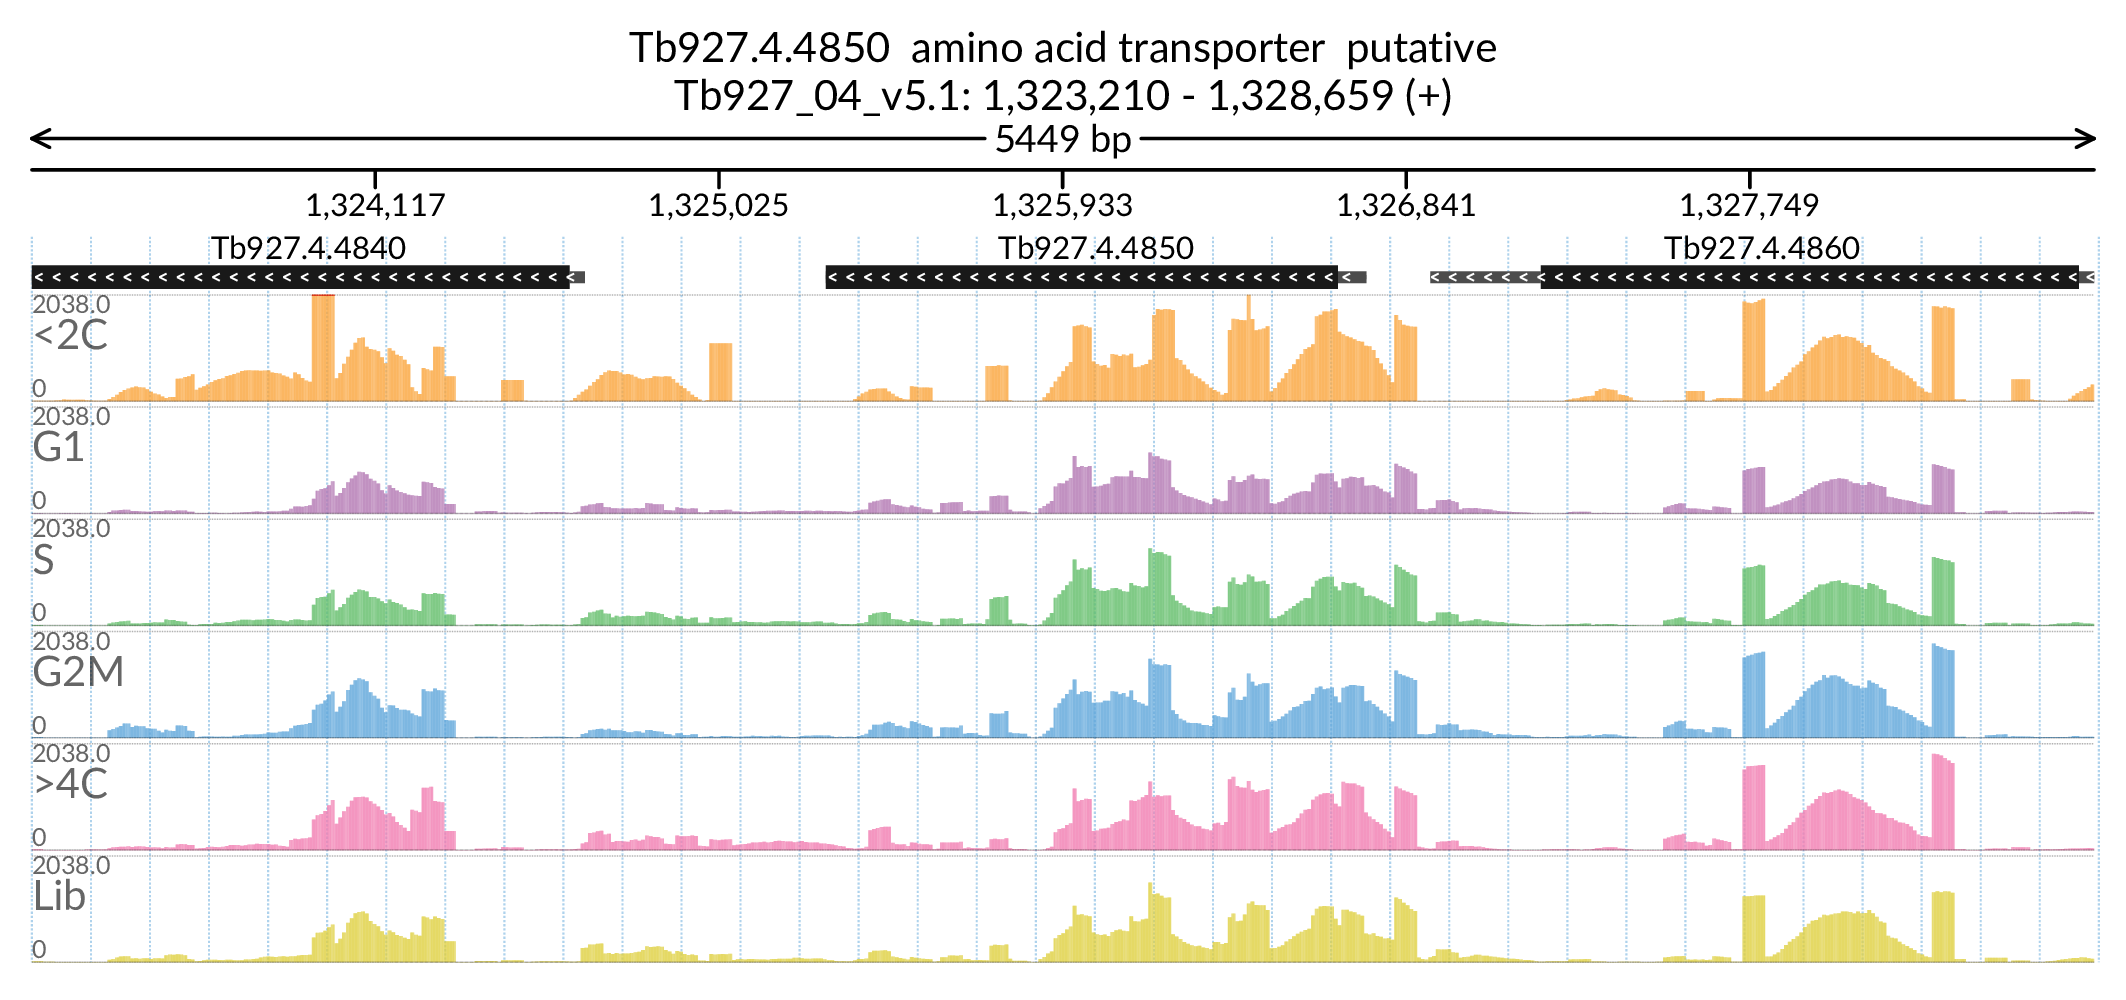 Tb927.4.4850  amino acid transporter  putative
Tb927_04_v5.1: 1,323,210 - 1,328,659 (+)
5449 bp
1,324,117 1,325,025 1,325,933 1,326,841 1,327,749
Tb927.4.4840 Tb927.4.4850 Tb927.4.4860
2038.0
<2C
0
2038.0
G1
0
2038.0
S
0
2038.0
G2M
0
2038.0
>4C
0
2038.0
Lib
0